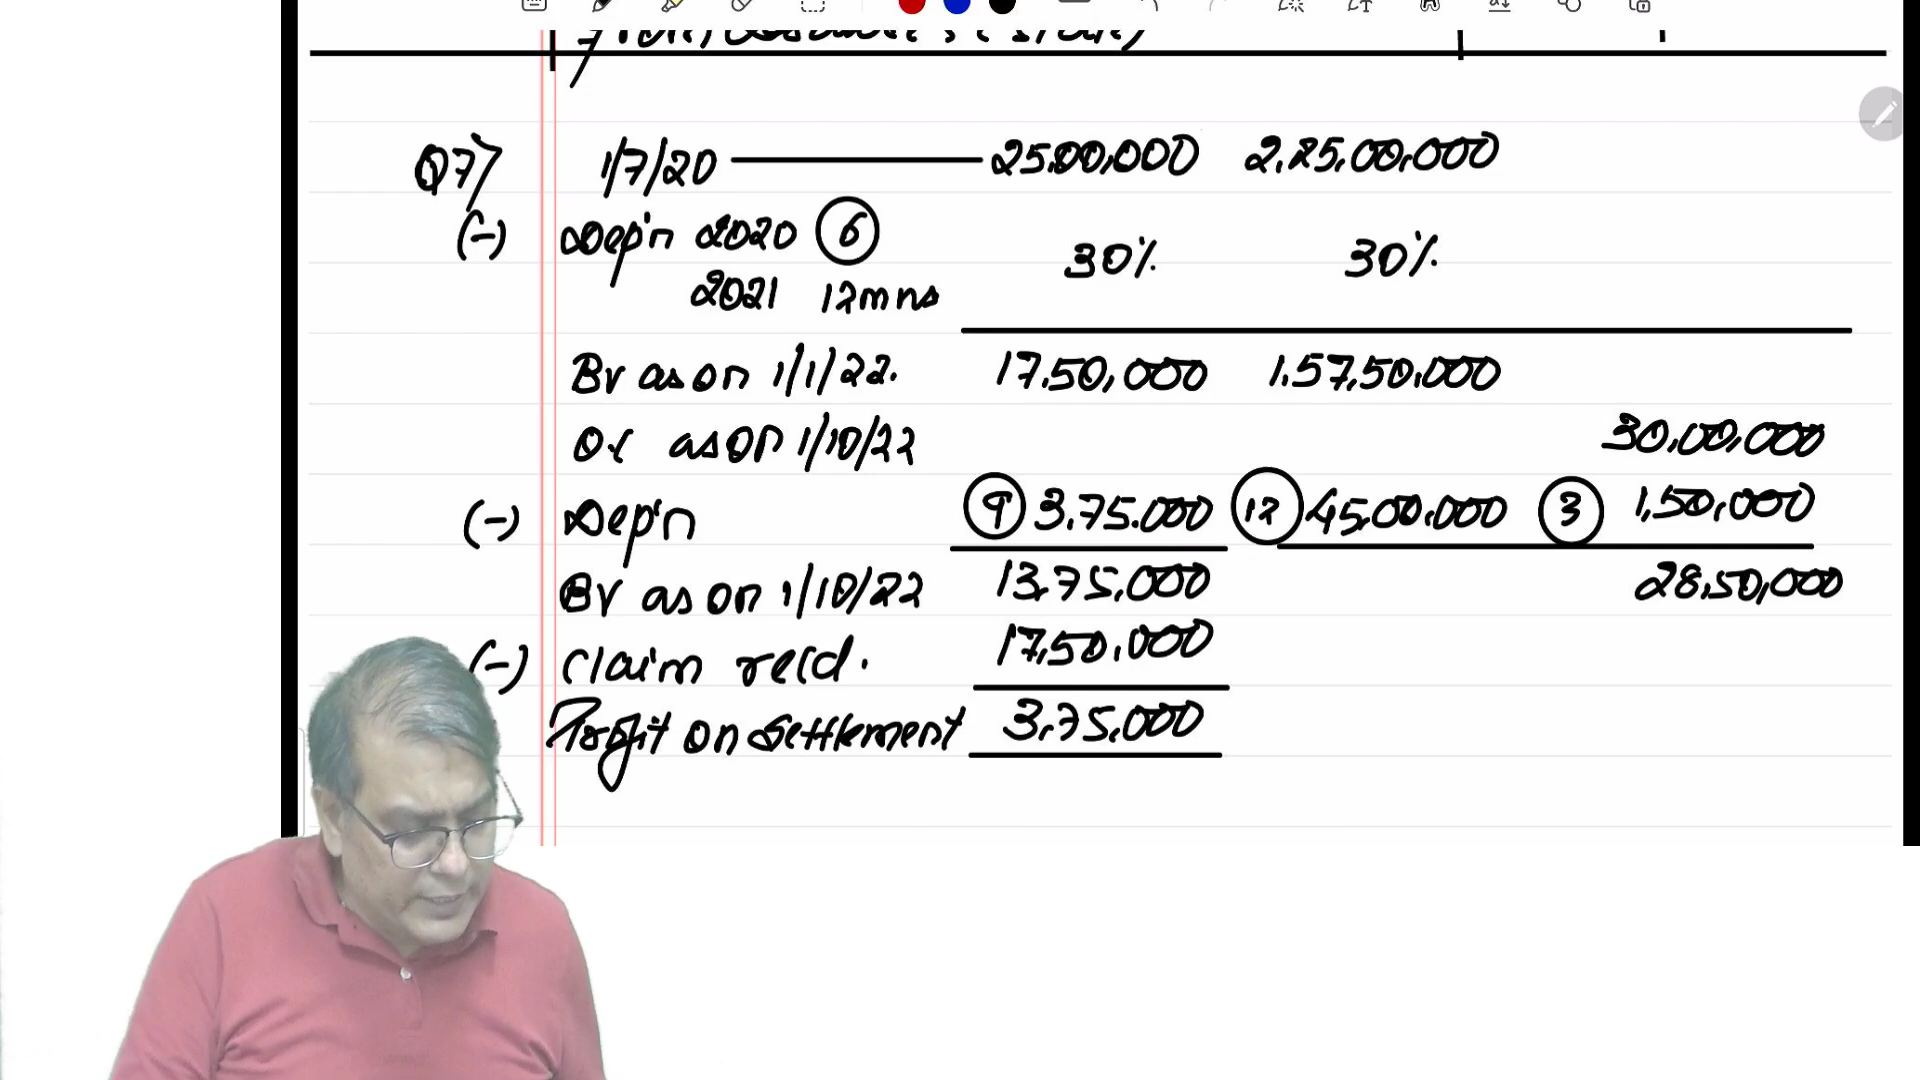 Q7) 1/7/20 — 25,00,000 2,25,00,000
(-) Dep'n 2020 6 30% 30%
2021 12mns
BV as on 1/1/22. 17,50,000 1,57,50,000
OC as on 1/10/22 30,00,000
(-) Dep'n 9 3,75,000 12 45,00,000 3 1,50,000
BV as on 1/10/22 13,75,000 28,50,000
(-) Claim recd. 17,50,000
Profit on Settlement 3,75,000